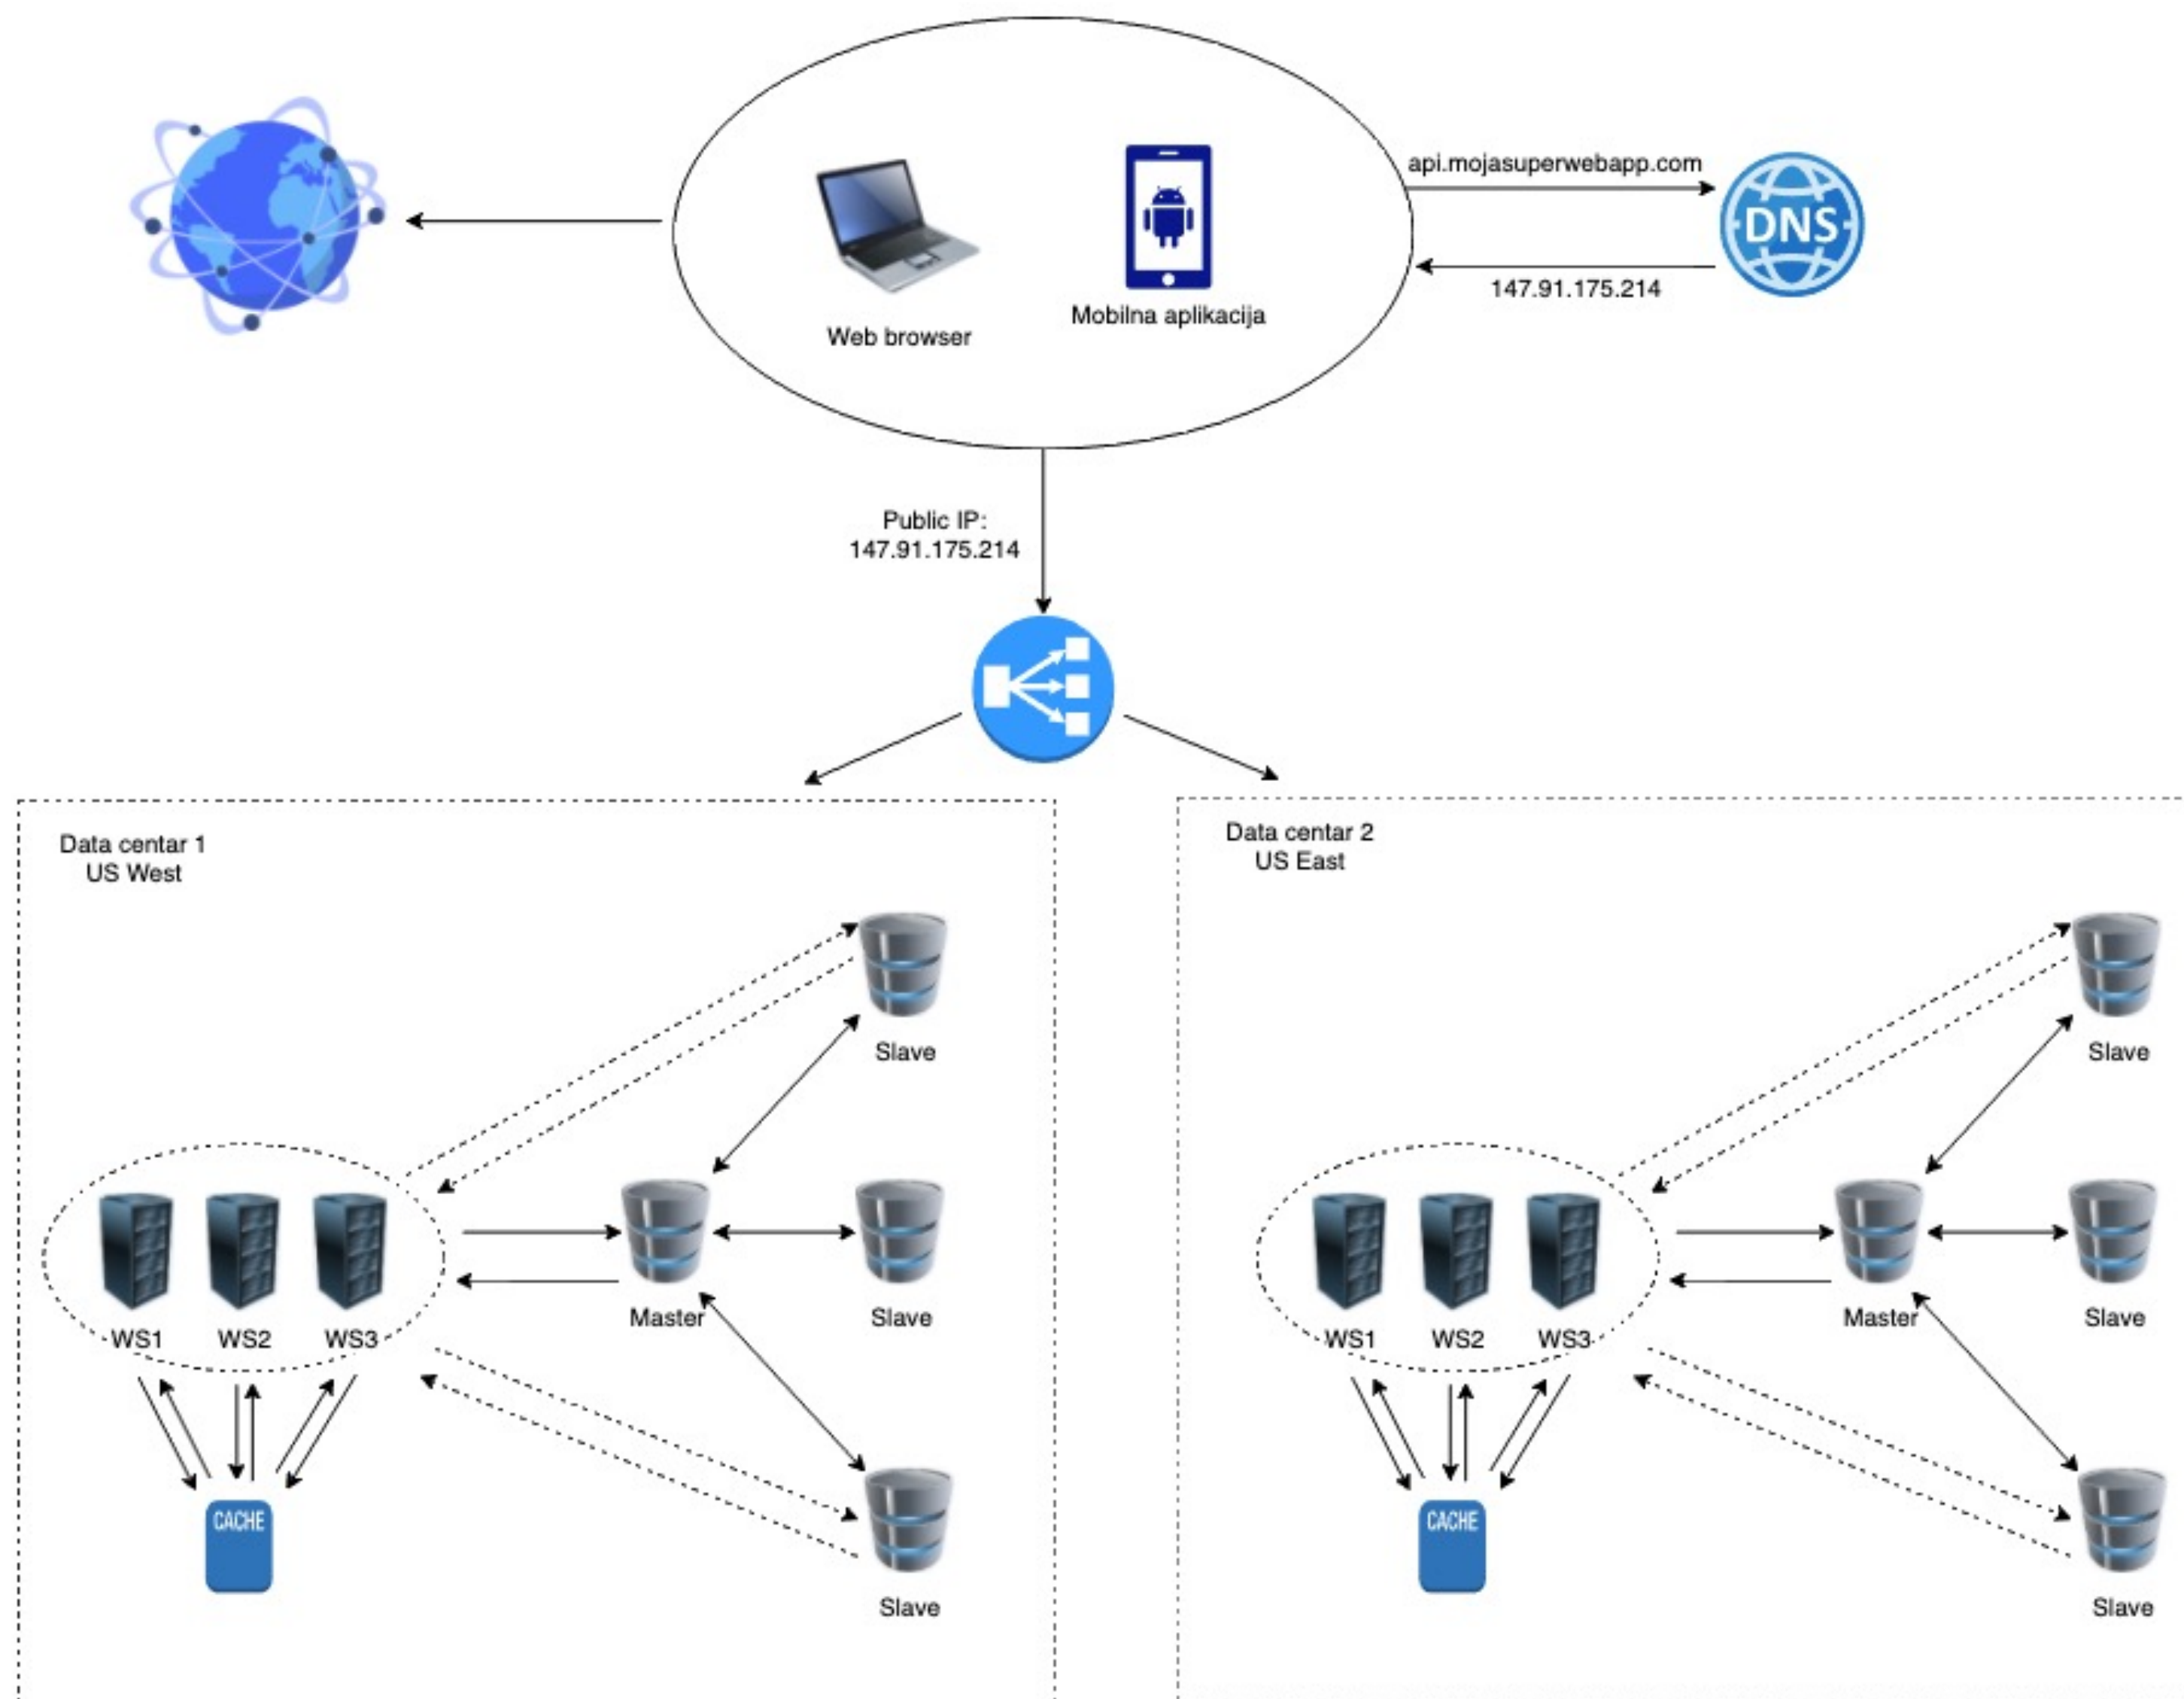 api.mojasuperwebapp.com
DNS
147.91.175.214
Web browser
Mobilna aplikacija
Public IP:
147.91.175.214
Data centar 1
US West
Slave
Master
Slave
WS1
WS2
WS3
CACHE
Slave
Data centar 2
US East
Slave
Master
Slave
WS1
WS2
WS3
CACHE
Slave